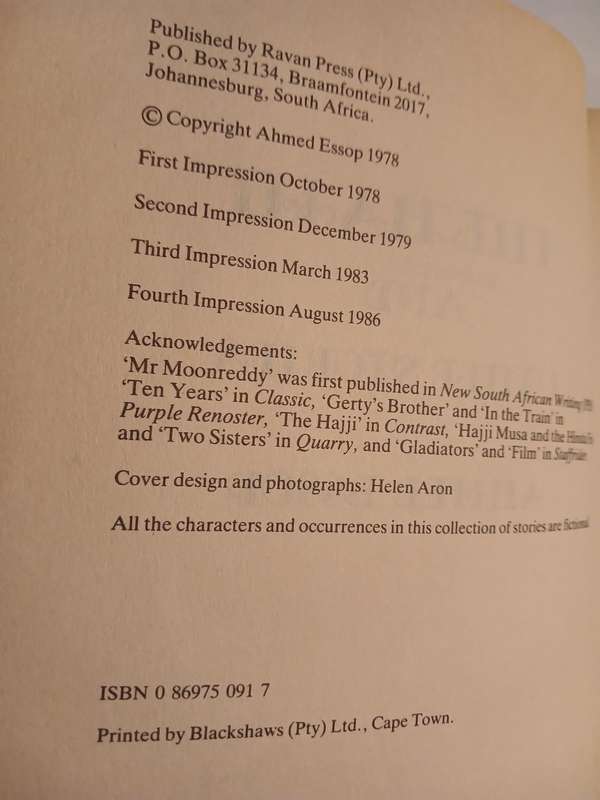 Published by Ravan Press (Pty) Ltd.,
P.O. Box 31134, Braamfontein 2017,
Johannesburg, South Africa.
© Copyright Ahmed Essop 1978
First Impression October 1978
Second Impression December 1979
Third Impression March 1983
Fourth Impression August 1986
Acknowledgements:
‘Mr Moonreddy’ was first published in New South African Writing
‘Ten Years’ in Classic, ‘Gerty’s Brother’ and ‘In the Train’ in
Purple Renoster, ‘The Hajji’ in Contrast, ‘Hajji Musa and the
and ‘Two Sisters’ in Quarry, and ‘Gladiators’ and ‘Film’ in Staffrider
Cover design and photographs: Helen Aron
All the characters and occurrences in this collection of stories are fictional
ISBN 0 86975 091 7
Printed by Blackshaws (Pty) Ltd., Cape Town.